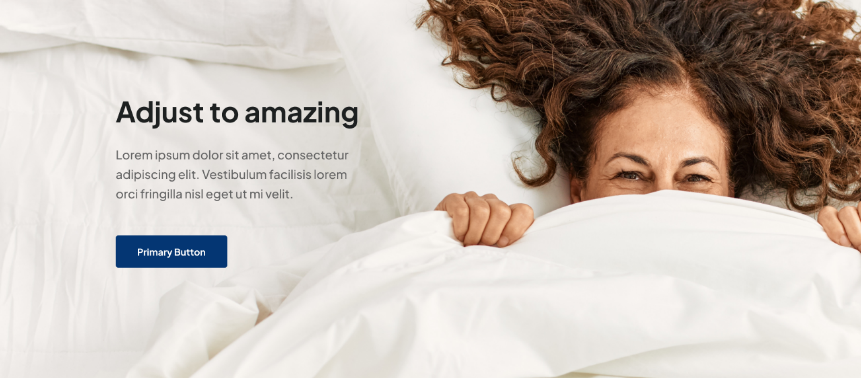 Adjust to amazing
Lorem ipsum dolor sit amet, consectetur
adipiscing elit. Vestibulum facilisis lorem
orci fringilla nisl eget ut mi velit.
Primary Button